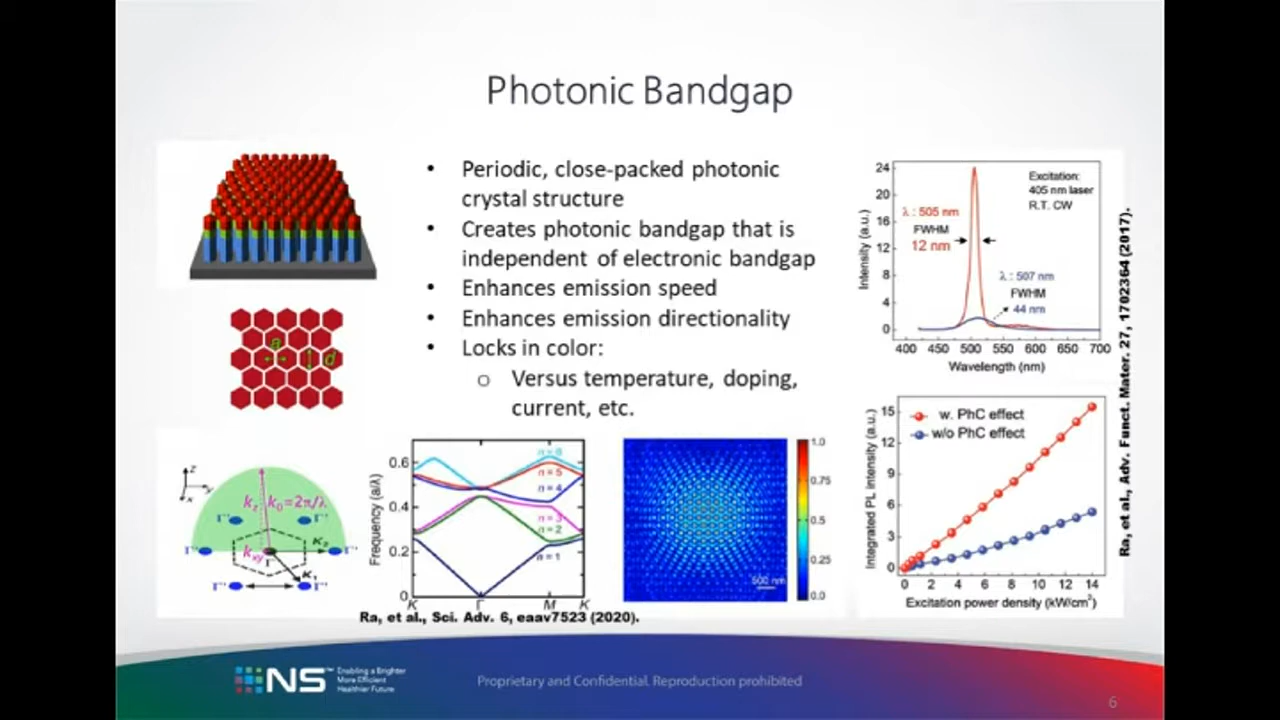 Photonic Bandgap
• Periodic, close-packed photonic
crystal structure
• Creates photonic bandgap that is
independent of electronic bandgap
• Enhances emission speed
• Enhances emission directionality
• Locks in color:
o Versus temperature, doping,
current, etc.
a
d
z
y
x
k₀=2π/λ
Γ
K₂
K₁
Frequency (a/λ)
0.6
0.4
0.2
0
K Γ M K
n = 6
n = 5
n = 4
n = 3
n = 2
n = 1
500 nm
1.0
0.75
0.5
0.25
0.0
Ra, et al., Sci. Adv. 6, eaav7523 (2020).
Intensity (a.u.)
24
20
16
12
8
4
0
Excitation:
405 nm laser
R.T. CW
λ : 505 nm
FWHM
12 nm
λ : 507 nm
FWHM
44 nm
400 450 500 550 600 650 700
Wavelength (nm)
Integrated PL intensity (a.u.)
15
12
9
6
3
0
w. PhC effect
w/o PhC effect
0 2 4 6 8 10 12 14
Excitation power density (kW/cm²)
Ra, et al., Adv. Funct. Mater. 27, 1702364 (2017).
NS™
Enabling a Brighter
More Efficient
Healthier Future
Proprietary and Confidential. Reproduction prohibited
6